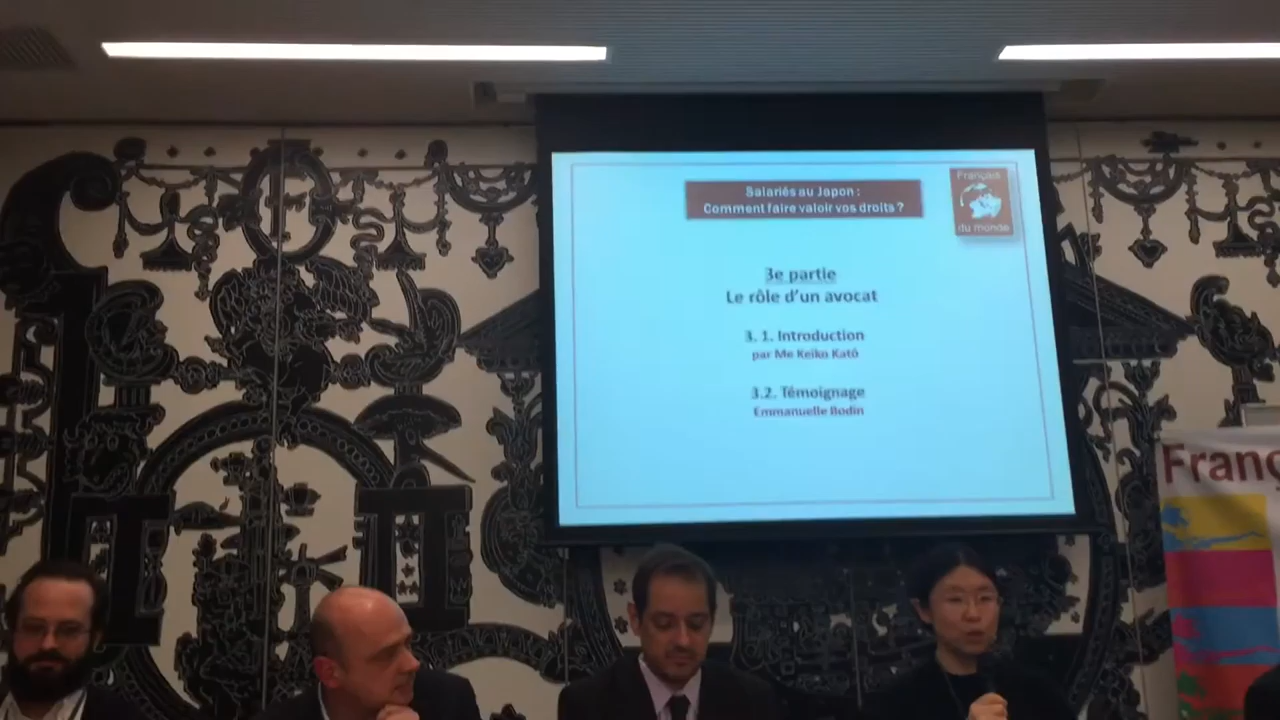 Salariés au Japon :
Comment faire valoir vos droits ?
Français
du monde
3e partie
Le rôle d'un avocat
3. 1. Introduction
par Me Keiko Katô
3.2. Témoignage
Emmanuelle Bodin
Franç